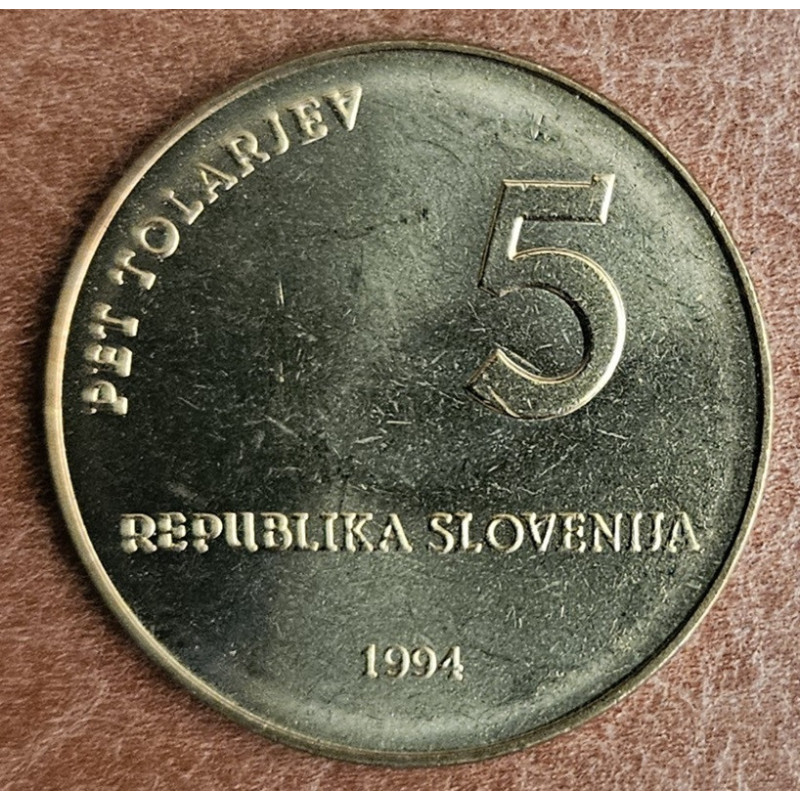 PET TOLARJEV
5
REPUBLIKA SLOVENIJA
1994